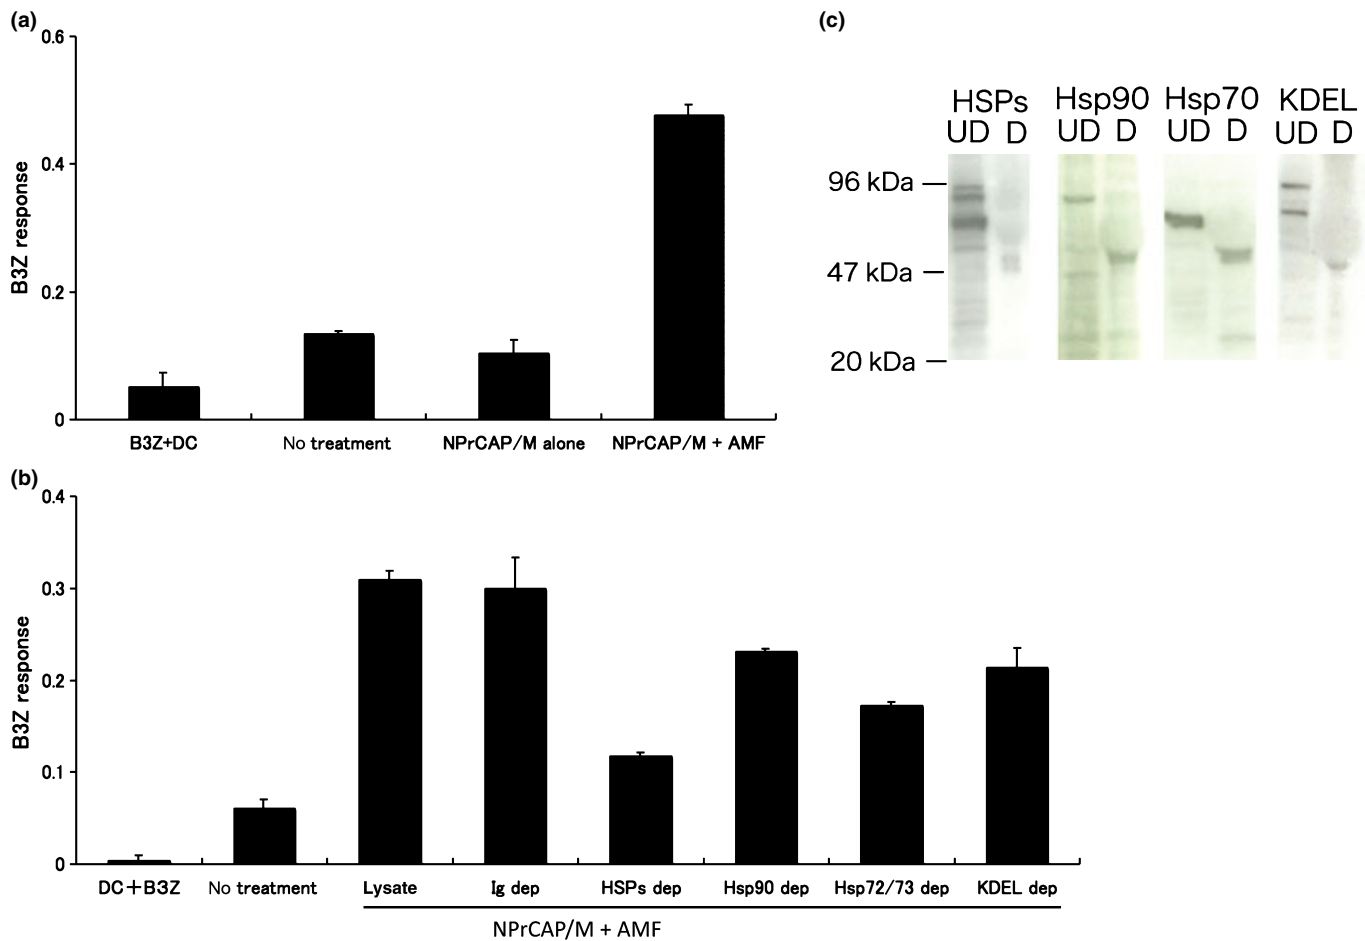 (a)
0.6
0.4
0.2
0
B3Z response
B3Z+DC No treatment NPrCAP/M alone NPrCAP/M + AMF
(b)
0.4
0.3
0.2
0.1
0
B3Z response
DC+B3Z No treatment Lysate Ig dep HSPs dep Hsp90 dep Hsp72/73 dep KDEL dep
NPrCAP/M + AMF
(c)
HSPs Hsp90 Hsp70 KDEL
UD D UD D UD D UD D
96 kDa
47 kDa
20 kDa